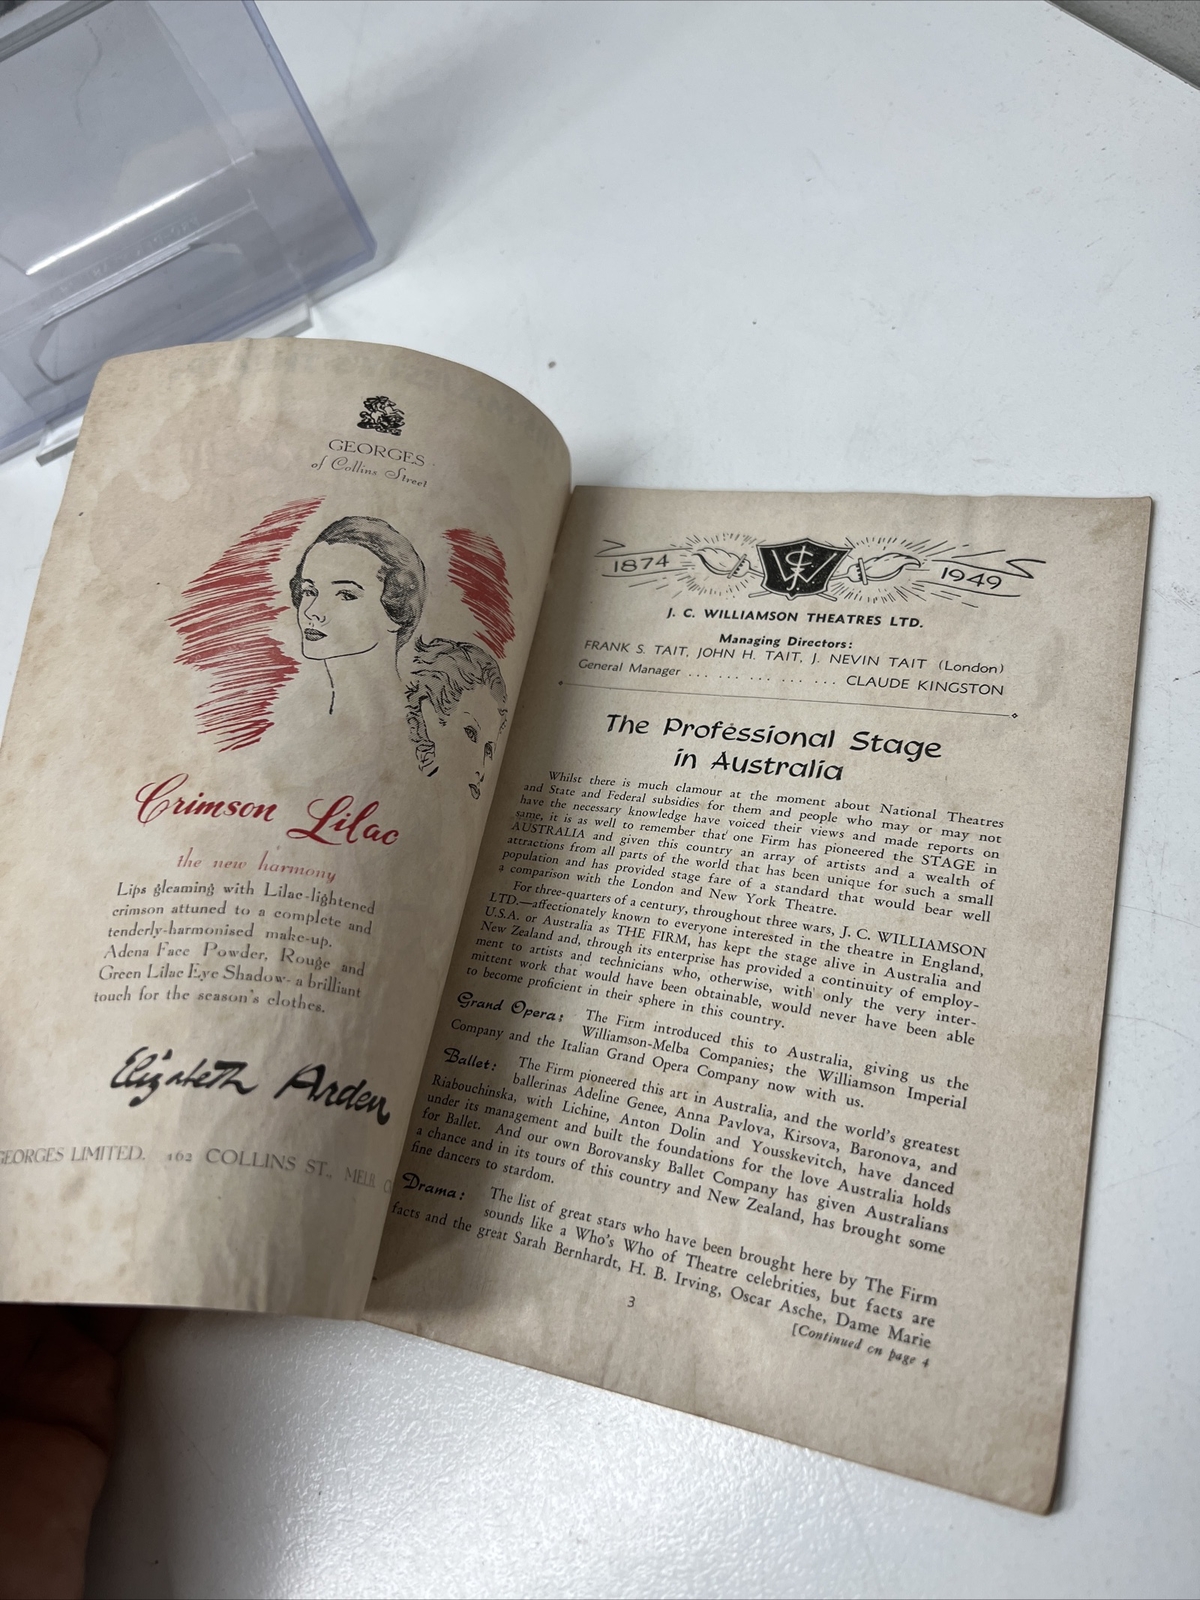 GEORGES
of Collins Street
Crimson Lilac
the new harmony
Lips gleaming with Lilac-lightened
crimson attuned to a complete and
tenderly-harmonised make-up.
Adena Face Powder, Rouge and
Green Lilac Eye Shadow- a brilliant
touch for the season's clothes.
Elizabeth Arden
GEORGES LIMITED. 162 COLLINS ST., MELB.
1874 JCW 1949
J. C. WILLIAMSON THEATRES LTD.
Managing Directors:
FRANK S. TAIT, JOHN H. TAIT, J. NEVIN TAIT (London)
General Manager ... ... ... ... ... CLAUDE KINGSTON
The Professional Stage
in Australia
Whilst there is much clamour at the moment about National Theatres
and State and Federal subsidies for them and people who may or may not
have the necessary knowledge have voiced their views and made reports on
same, it is as well to remember that one Firm has pioneered the STAGE in
AUSTRALIA and given this country an array of artists and a wealth of
attractions from all parts of the world that has been unique for such a small
population and has provided stage fare of a standard that would bear well
a comparison with the London and New York Theatre.
For three-quarters of a century, throughout three wars, J. C. WILLIAMSON
LTD.—affectionately known to everyone interested in the theatre in England,
U.S.A. or Australia as THE FIRM, has kept the stage alive in Australia and
New Zealand and, through its enterprise has provided a continuity of employ-
ment to artists and technicians who, otherwise, with only the very inter-
mittent work that would have been obtainable, would never have been able
to become proficient in their sphere in this country.
Grand Opera: The Firm introduced this to Australia, giving us the
Williamson-Melba Companies; the Williamson Imperial
Company and the Italian Grand Opera Company now with us.
Ballet: The Firm pioneered this art in Australia, and the world's greatest
ballerinas Adeline Genee, Anna Pavlova, Kirsova, Baronova, and
Riabouchinska, with Lichine, Anton Dolin and Yousskevitch, have danced
under its management and built the foundations for the love Australia holds
for Ballet. And our own Borovansky Ballet Company has given Australians
a chance and in its tours of this country and New Zealand, has brought some
fine dancers to stardom.
Drama: The list of great stars who have been brought here by The Firm
sounds like a Who's Who of Theatre celebrities, but facts are
facts and the great Sarah Bernhardt, H. B. Irving, Oscar Asche, Dame Marie
[Continued on page 4
3